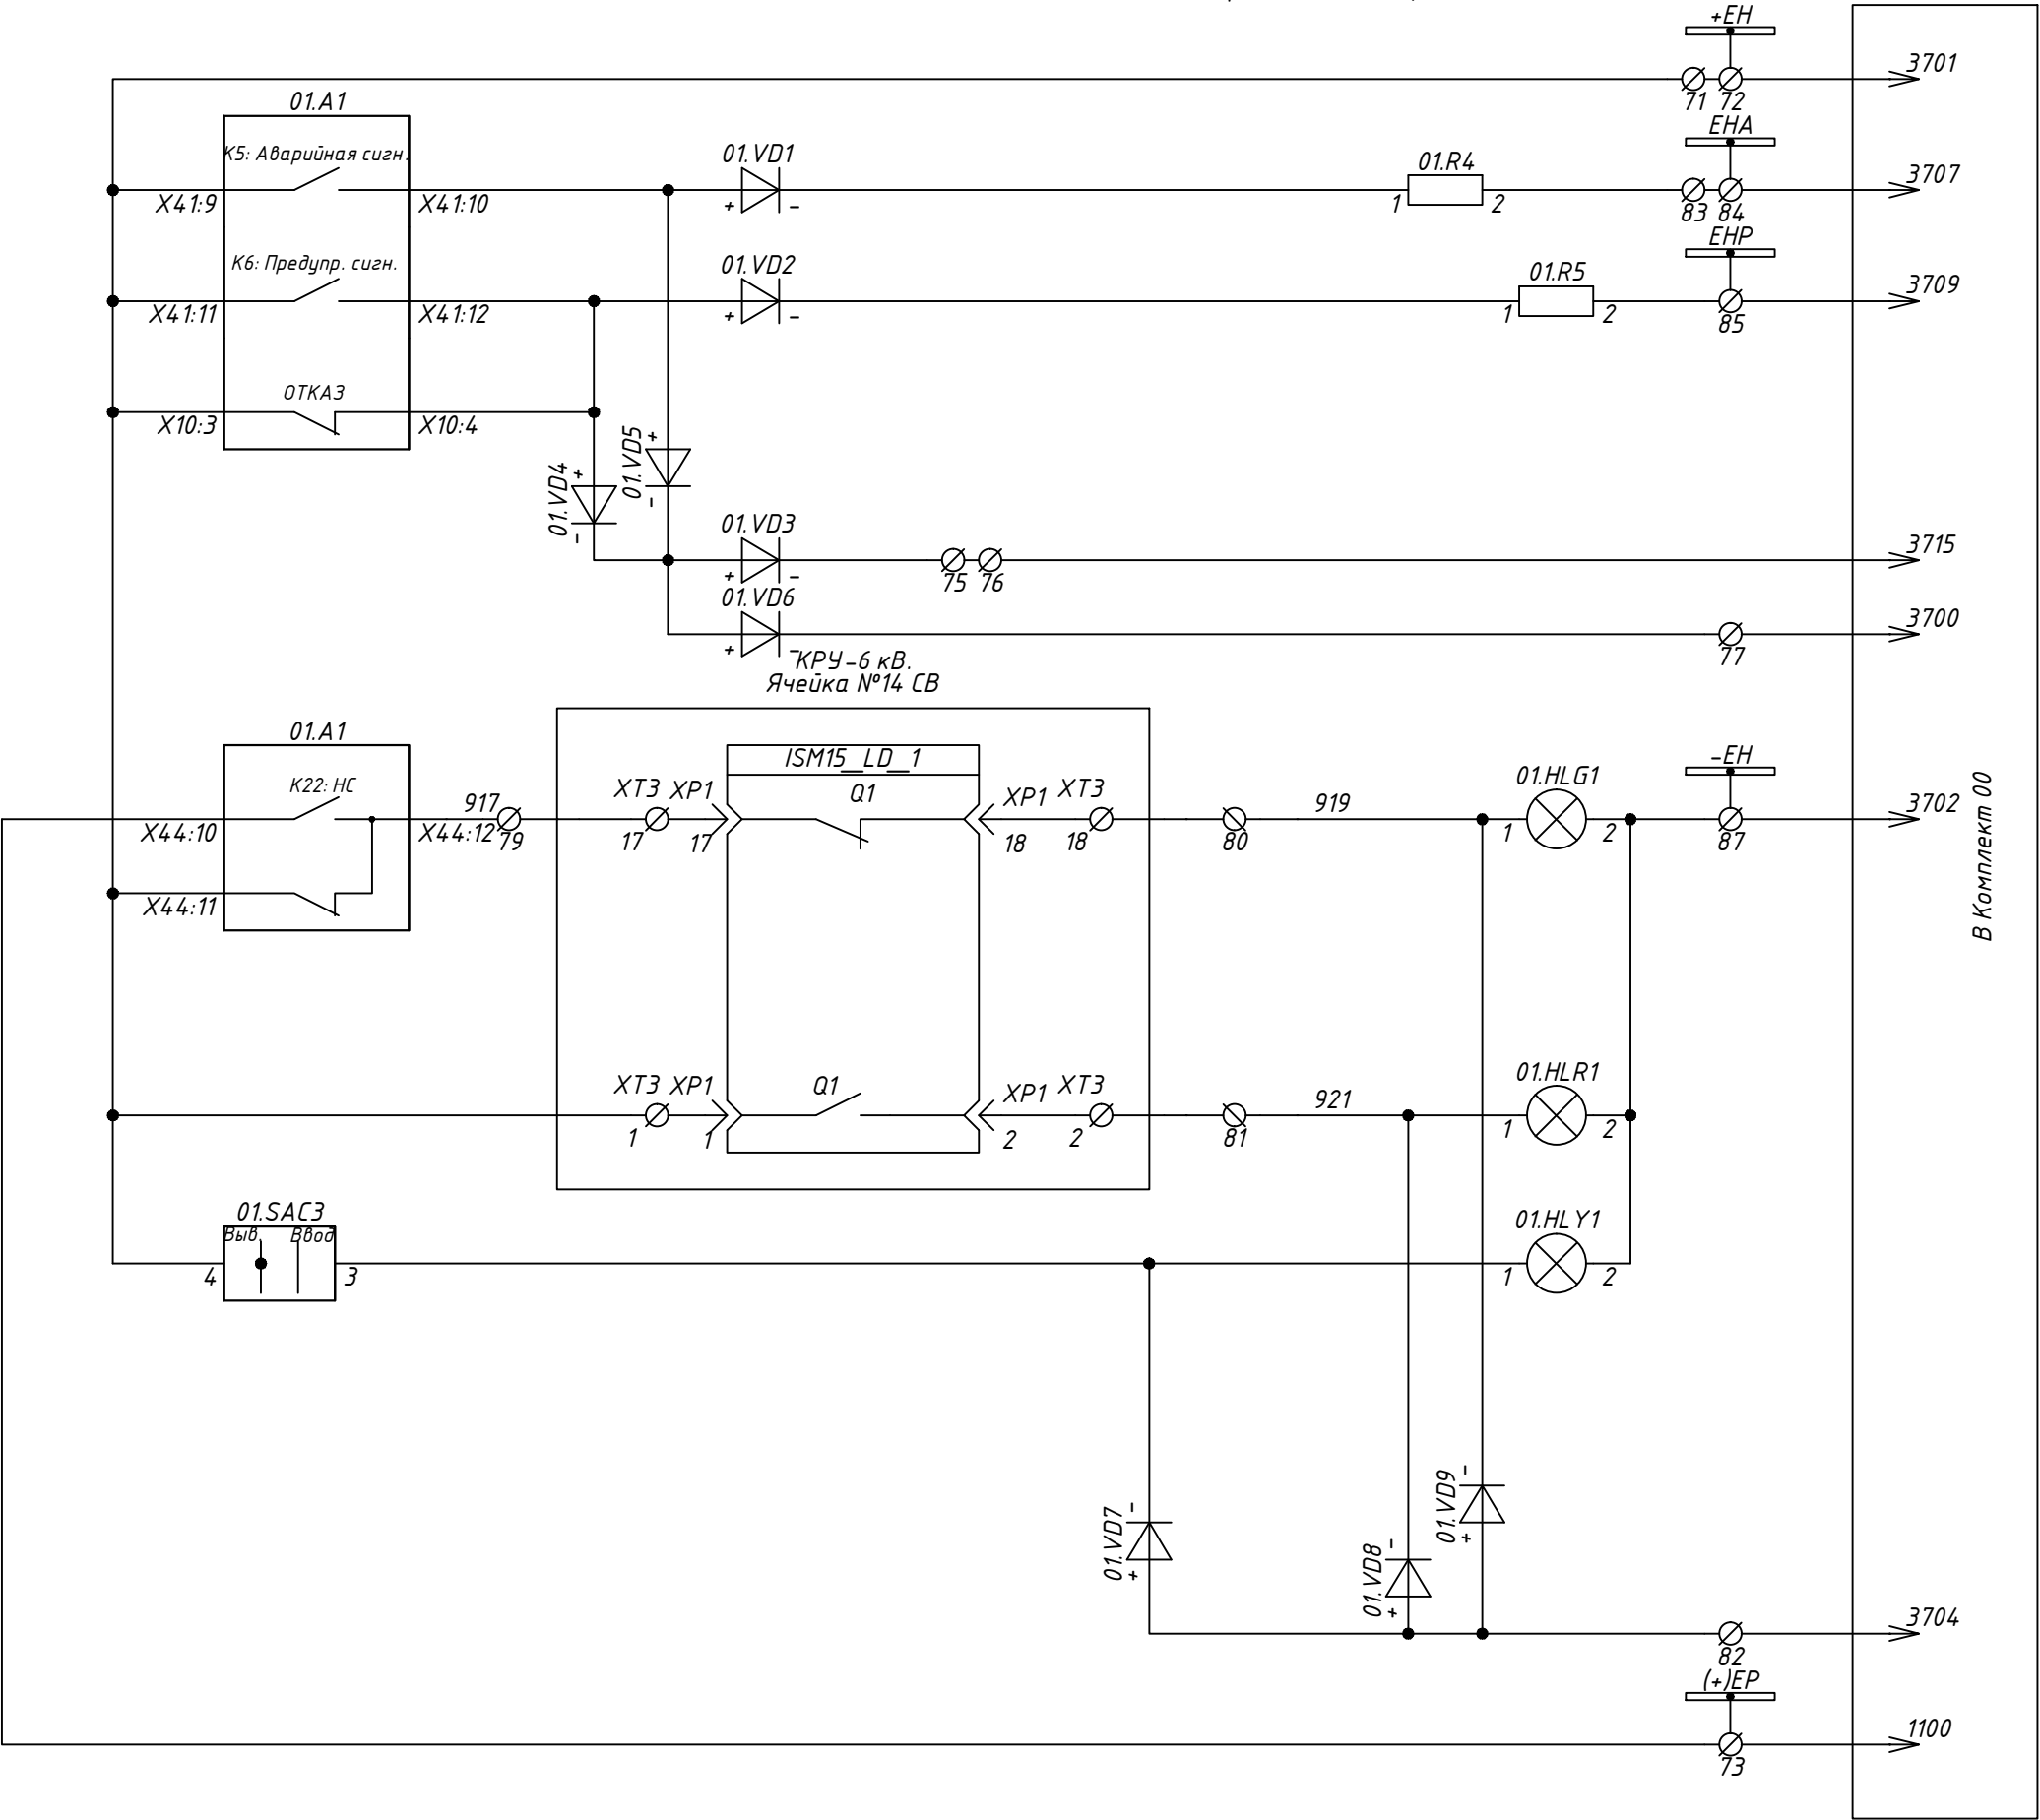 +EH
3701
71 72
01.A1
EHA
К5: Аварийная сигн.
01.VD1
01.R4
3707
X41:9
X41:10
+ -
1 2
83 84
EHP
К6: Предупр. сигн.
01.VD2
01.R5
3709
X41:11
X41:12
+ -
1 2
85
ОТКАЗ
X10:3
X10:4
01.VD4
+ -
01.VD5
+ -
01.VD3
3715
+ -
75 76
01.VD6
3700
+ -
77
КРУ-6 кВ.
Ячейка №14 СВ
01.A1
ISM15_LD_1
-EH
К22: НС
917
XT3 XP1
Q1
XP1 XT3
919
01.HLG1
3702
X44:10
X44:12
79
17 17
18 18
80
1 2
87
X44:11
В Комплект 00
XT3 XP1
Q1
XP1 XT3
921
01.HLR1
1 1
2 2
81
1 2
01.SAC3
Выв. Ввод
01.HLY1
4 3
1 2
01.VD7
+ -
01.VD8
+ -
01.VD9
+ -
3704
82
(+)EP
1100
73